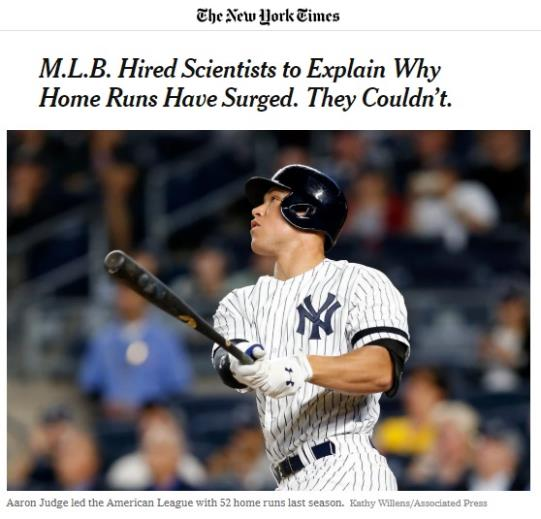 The New York Times
M.L.B. Hired Scientists to Explain Why
Home Runs Have Surged. They Couldn't.
NY
Aaron Judge led the American League with 52 home runs last season. Kathy Willens/Associated Press